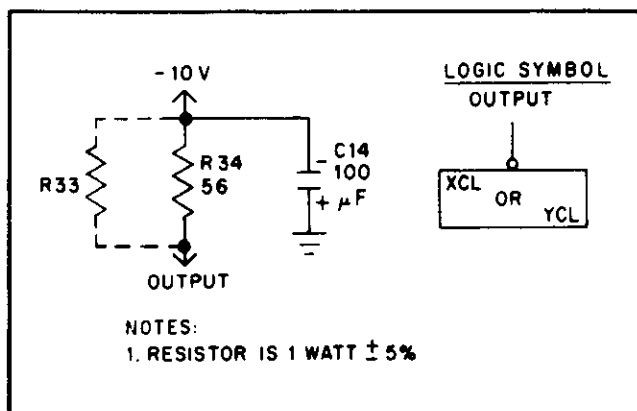 -10 V
LOGIC SYMBOL
OUTPUT
R33
R34
56
- C14
100
+ μF
XCL
OR
YCL
OUTPUT
NOTES:
1. RESISTOR IS 1 WATT ± 5%